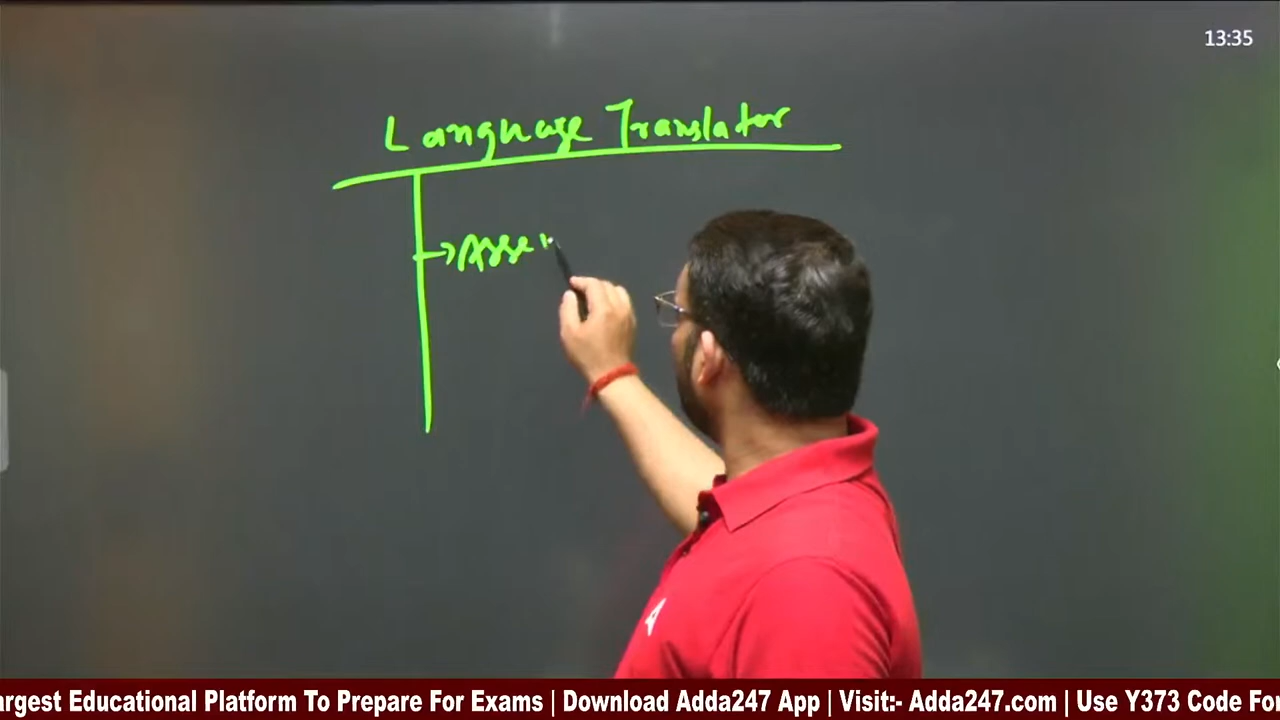 13:35
Language Translator
Asse
argest Educational Platform To Prepare For Exams | Download Adda247 App | Visit:- Adda247.com | Use Y373 Code For